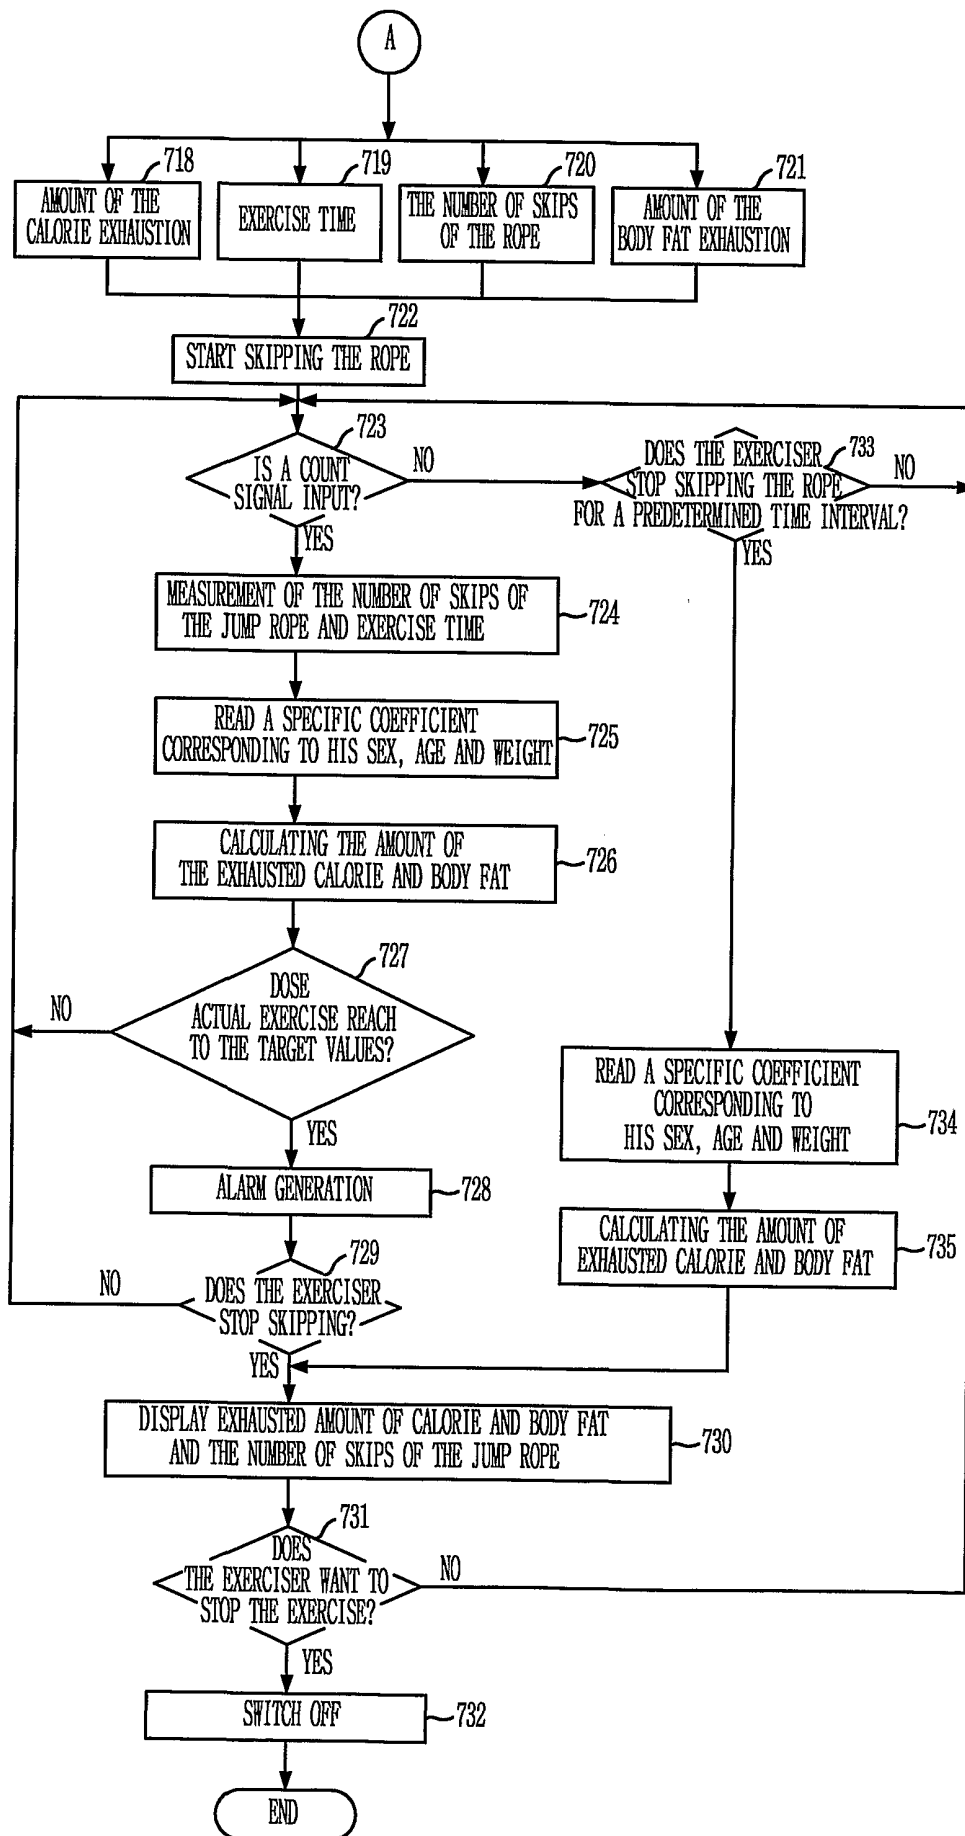 A
718
AMOUNT OF THE
CALORIE EXHAUSTION
719
EXERCISE TIME
720
THE NUMBER OF SKIPS
OF THE ROPE
721
AMOUNT OF THE
BODY FAT EXHAUSTION
722
START SKIPPING THE ROPE
723
IS A COUNT
SIGNAL INPUT?
NO
YES
733
DOES THE EXERCISER
STOP SKIPPING THE ROPE
FOR A PREDETERMINED TIME INTERVAL?
NO
YES
MEASUREMENT OF THE NUMBER OF SKIPS OF
THE JUMP ROPE AND EXERCISE TIME
724
READ A SPECIFIC COEFFICIENT
CORRESPONDING TO HIS SEX, AGE AND WEIGHT
725
CALCULATING THE AMOUNT OF
THE EXHAUSTED CALORIE AND BODY FAT
726
727
DOSE
ACTUAL EXERCISE REACH
TO THE TARGET VALUES?
NO
YES
READ A SPECIFIC COEFFICIENT
CORRESPONDING TO
HIS SEX, AGE AND WEIGHT
734
ALARM GENERATION
728
CALCULATING THE AMOUNT OF
EXHAUSTED CALORIE AND BODY FAT
735
729
DOES THE EXERCISER
STOP SKIPPING?
NO
YES
DISPLAY EXHAUSTED AMOUNT OF CALORIE AND BODY FAT
AND THE NUMBER OF SKIPS OF THE JUMP ROPE
730
731
DOES
THE EXERCISER WANT TO
STOP THE EXERCISE?
NO
YES
SWITCH OFF
732
END